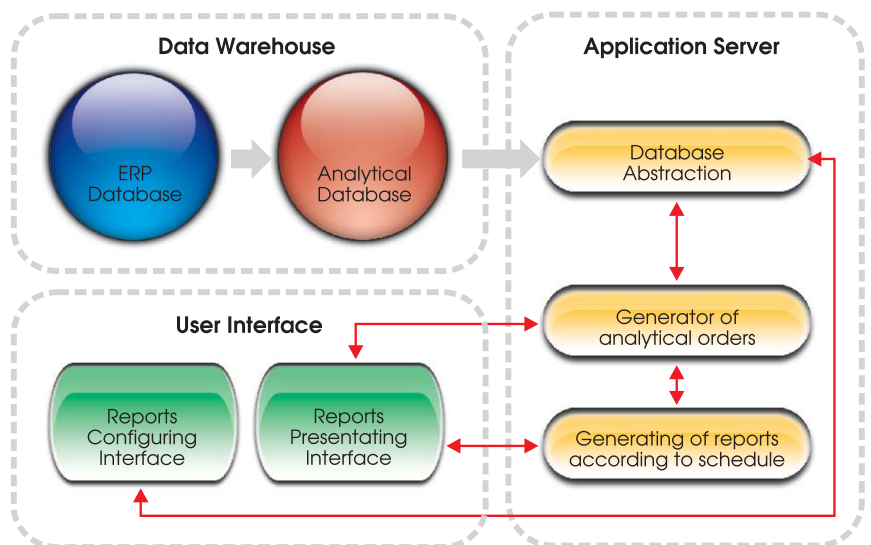 Data Warehouse
ERP
Database
Analytical
Database
Application Server
Database
Abstraction
Generator of
analytical orders
Generating of reports
according to schedule
User Interface
Reports
Configuring
Interface
Reports
Presentating
Interface